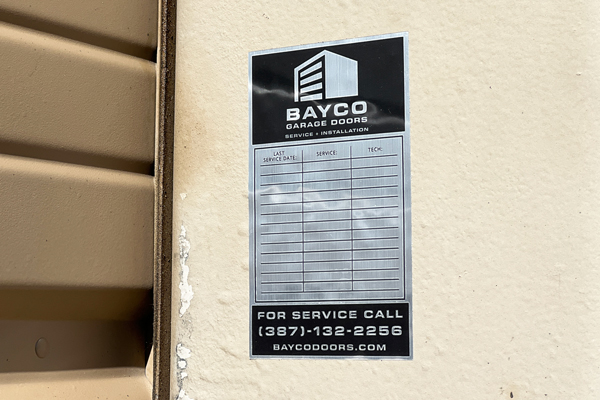 BAYCO
GARAGE DOORS
SERVICE + INSTALLATION
LAST SERVICE DATE: SERVICE: TECH:
FOR SERVICE CALL
(387)-132-2256
BAYCODOORS.COM